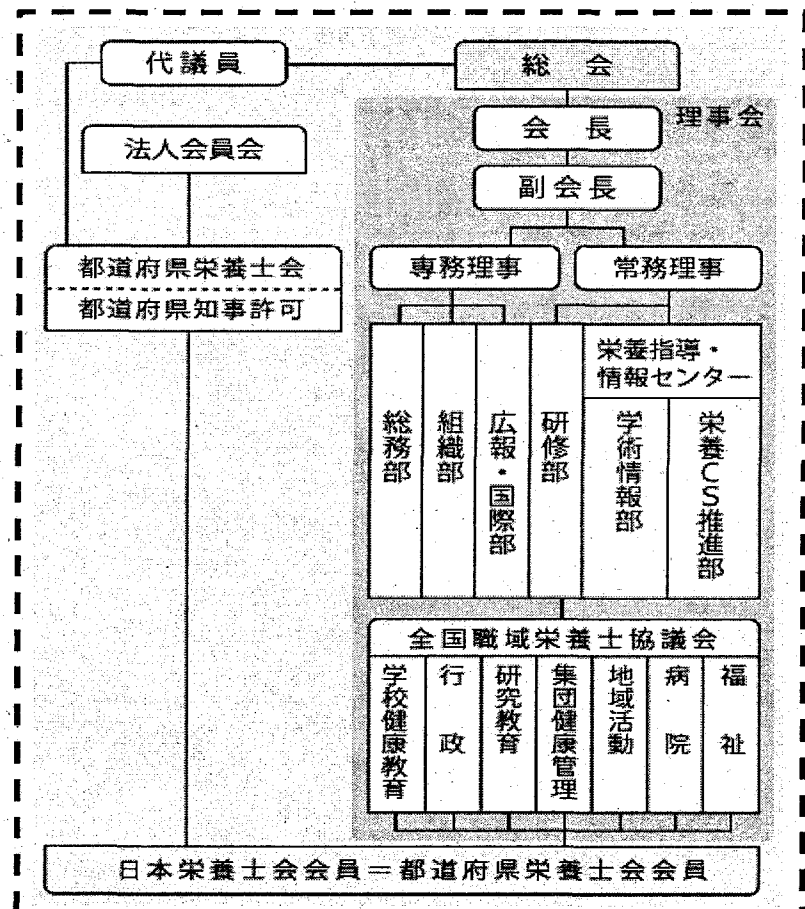 代議員
総会
理事会
会長
法人会員会
副会長
都道府県栄養士会
都道府県知事許可
専務理事
常務理事
栄養指導・
情報センター
総務部
組織部
広報・国際部
研修部
学術情報部
栄養CS推進部
全国職域栄養士協議会
学校健康教育
行政
研究教育
集団健康管理
地域活動
病院
福祉
日本栄養士会会員＝都道府県栄養士会会員